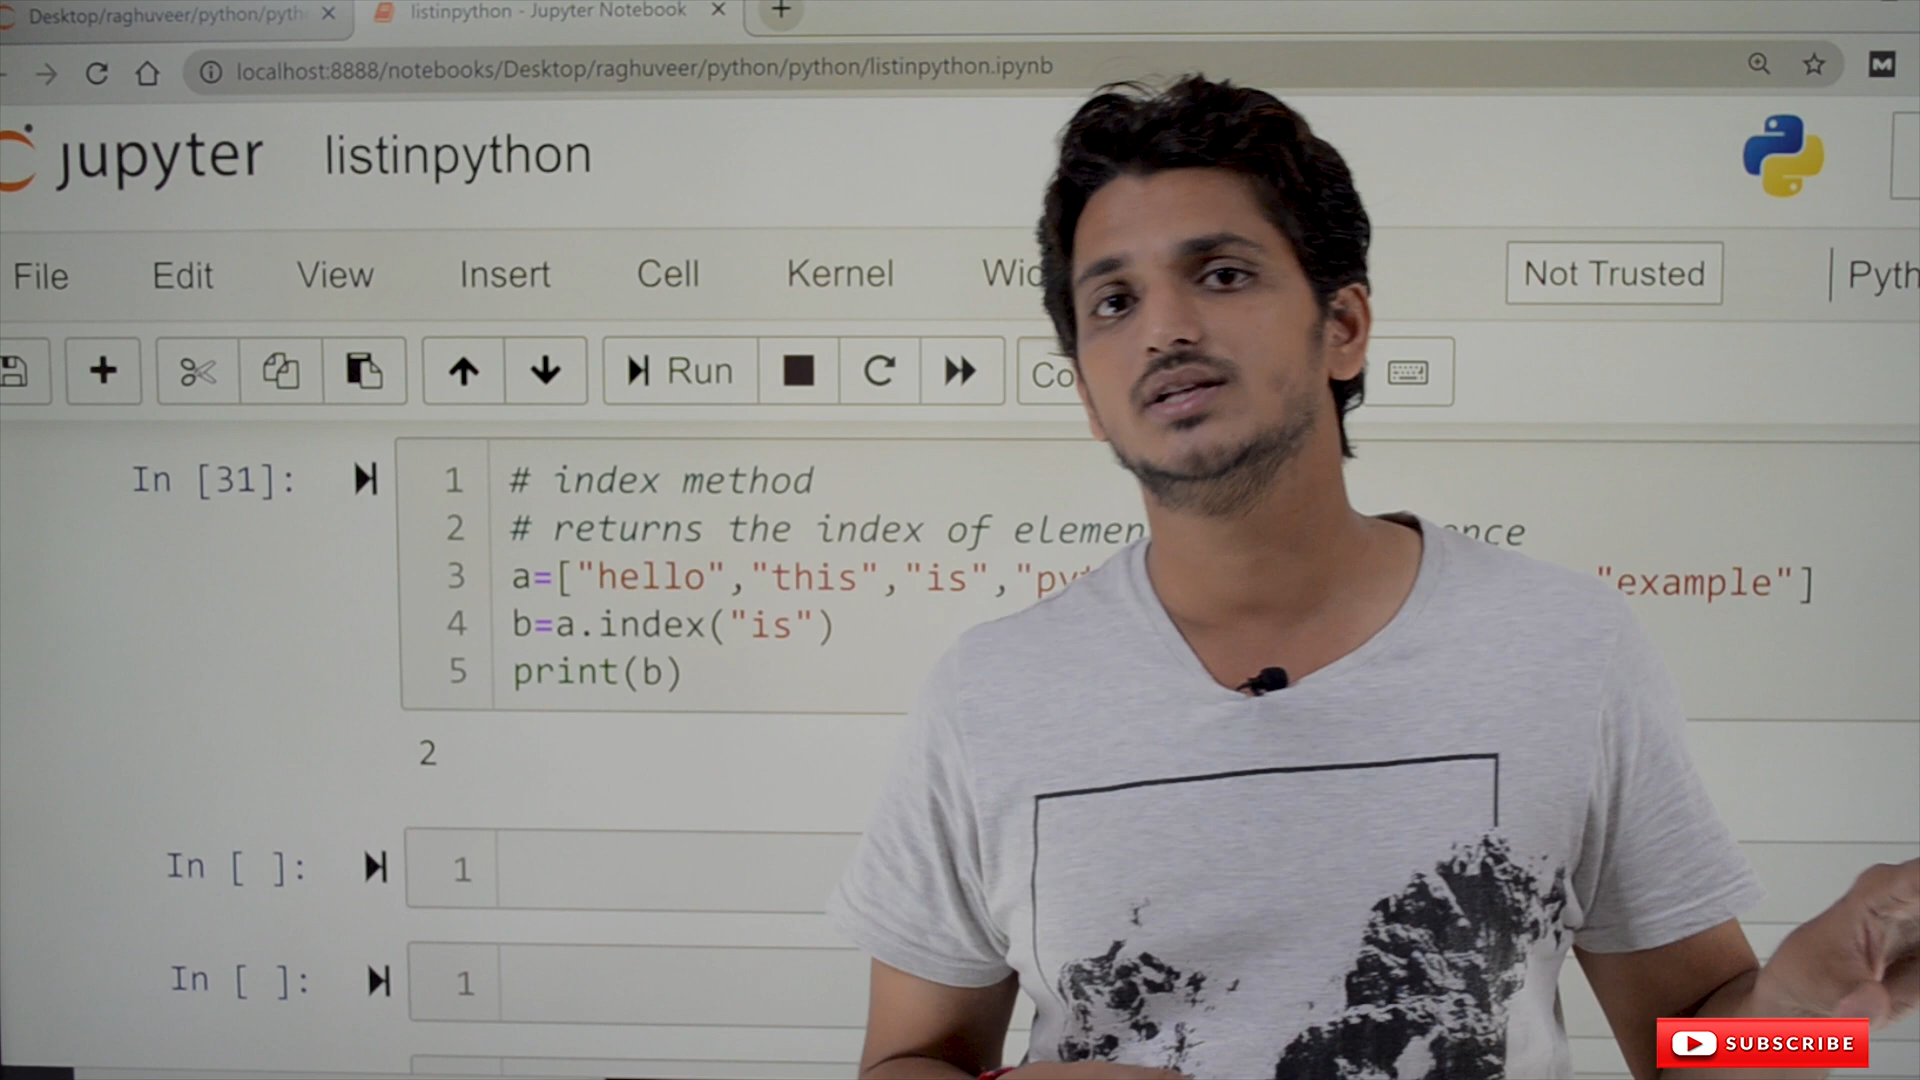 Desktop/raghuveer/python/pyth
listinpython - Jupyter Notebook
localhost:8888/notebooks/Desktop/raghuveer/python/python/listinpython.ipynb
jupyter listinpython
File Edit View Insert Cell Kernel Not Trusted
Run
In [31]:
1 # index method
2 # returns the index of
3 a=["hello","this","is"," "example"]
4 b=a.index("is")
5 print(b)
2
In [ ]: 1
In [ ]: 1
SUBSCRIBE